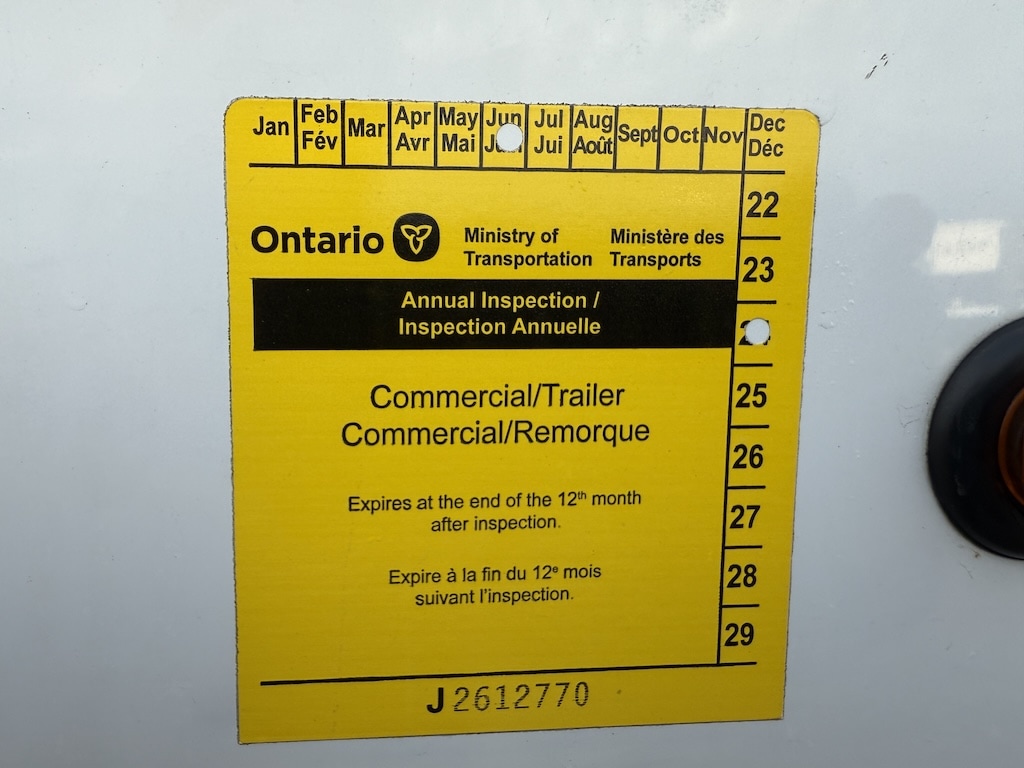 Jan Feb Mar Apr May Jun Jul Aug Sept Oct Nov Dec
Fév Avr Mai Jui Août Déc
22
Ontario Ministry of Ministère des
Transportation Transports
23
Annual Inspection /
Inspection Annuelle
Commercial/Trailer
25
Commercial/Remorque
26
Expires at the end of the 12th month
after inspection.
27
Expire à la fin du 12e mois
suivant l'inspection.
28
29
J2612770